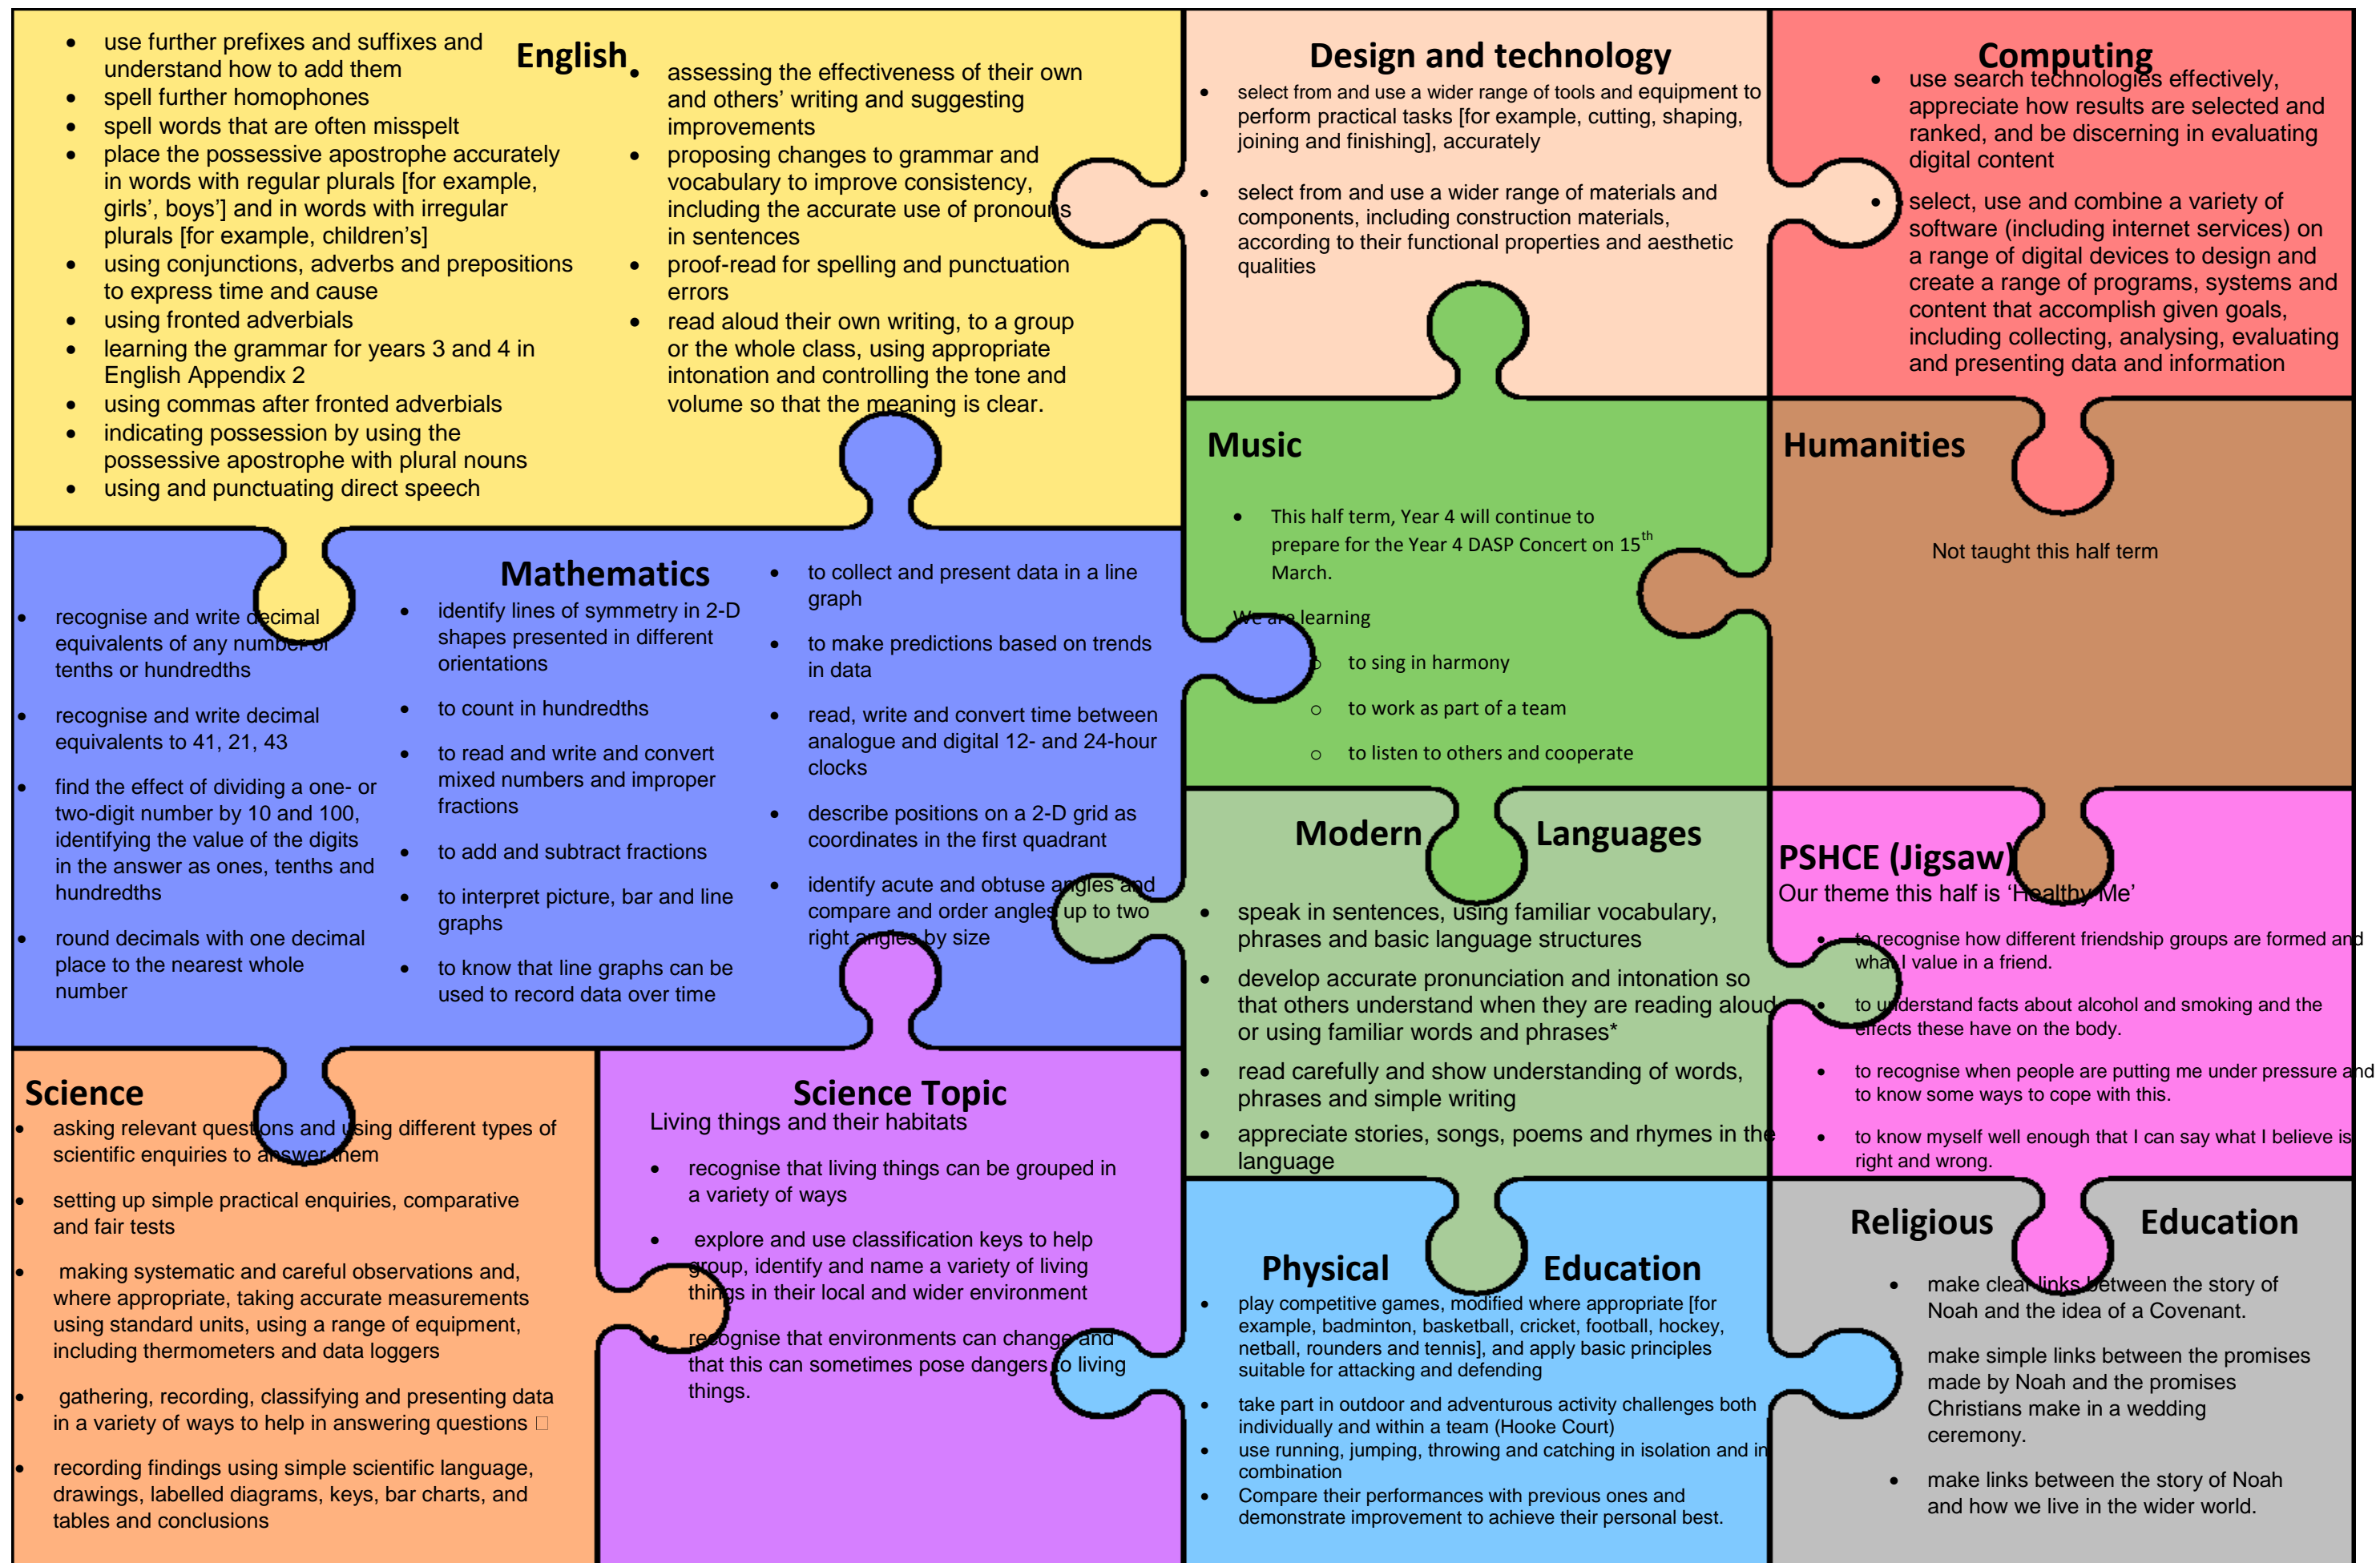 English
• use further prefixes and suffixes and
understand how to add them
• spell further homophones
• spell words that are often misspelt
• place the possessive apostrophe accurately
in words with regular plurals [for example,
girls’, boys’] and in words with irregular
plurals [for example, children’s]
• using conjunctions, adverbs and prepositions
to express time and cause
• using fronted adverbials
• learning the grammar for years 3 and 4 in
English Appendix 2
• using commas after fronted adverbials
• indicating possession by using the
possessive apostrophe with plural nouns
• using and punctuating direct speech
• assessing the effectiveness of their own
and others’ writing and suggesting
improvements
• proposing changes to grammar and
vocabulary to improve consistency,
including the accurate use of pronouns
in sentences
• proof-read for spelling and punctuation
errors
• read aloud their own writing, to a group
or the whole class, using appropriate
intonation and controlling the tone and
volume so that the meaning is clear.
Design and technology
• select from and use a wider range of tools and equipment to
perform practical tasks [for example, cutting, shaping,
joining and finishing], accurately
• select from and use a wider range of materials and
components, including construction materials,
according to their functional properties and aesthetic
qualities
Computing
• use search technologies effectively,
appreciate how results are selected and
ranked, and be discerning in evaluating
digital content
• select, use and combine a variety of
software (including internet services) on
a range of digital devices to design and
create a range of programs, systems and
content that accomplish given goals,
including collecting, analysing, evaluating
and presenting data and information
Music
• This half term, Year 4 will continue to
prepare for the Year 4 DASP Concert on 15th
March.
We are learning
o to sing in harmony
o to work as part of a team
o to listen to others and cooperate
Humanities
Not taught this half term
Mathematics
• recognise and write decimal
equivalents of any number of
tenths or hundredths
• recognise and write decimal
equivalents to 41, 21, 43
• find the effect of dividing a one- or
two-digit number by 10 and 100,
identifying the value of the digits
in the answer as ones, tenths and
hundredths
• round decimals with one decimal
place to the nearest whole
number
• identify lines of symmetry in 2-D
shapes presented in different
orientations
• to count in hundredths
• to read and write and convert
mixed numbers and improper
fractions
• to add and subtract fractions
• to interpret picture, bar and line
graphs
• to know that line graphs can be
used to record data over time
• to collect and present data in a line
graph
• to make predictions based on trends
in data
• read, write and convert time between
analogue and digital 12- and 24-hour
clocks
• describe positions on a 2-D grid as
coordinates in the first quadrant
• identify acute and obtuse angles and
compare and order angles up to two
right angles by size
Modern Languages
• speak in sentences, using familiar vocabulary,
phrases and basic language structures
• develop accurate pronunciation and intonation so
that others understand when they are reading aloud
or using familiar words and phrases*
• read carefully and show understanding of words,
phrases and simple writing
• appreciate stories, songs, poems and rhymes in the
language
PSHCE (Jigsaw)
Our theme this half is ‘Healthy Me’
• to recognise how different friendship groups are formed and
what I value in a friend.
• to understand facts about alcohol and smoking and the
effects these have on the body.
• to recognise when people are putting me under pressure and
to know some ways to cope with this.
• to know myself well enough that I can say what I believe is
right and wrong.
Science
• asking relevant questions and using different types of
scientific enquiries to answer them
• setting up simple practical enquiries, comparative
and fair tests
• making systematic and careful observations and,
where appropriate, taking accurate measurements
using standard units, using a range of equipment,
including thermometers and data loggers
• gathering, recording, classifying and presenting data
in a variety of ways to help in answering questions
• recording findings using simple scientific language,
drawings, labelled diagrams, keys, bar charts, and
tables and conclusions
Science Topic
Living things and their habitats
• recognise that living things can be grouped in
a variety of ways
• explore and use classification keys to help
group, identify and name a variety of living
things in their local and wider environment
• recognise that environments can change and
that this can sometimes pose dangers to living
things.
Physical Education
• play competitive games, modified where appropriate [for
example, badminton, basketball, cricket, football, hockey,
netball, rounders and tennis], and apply basic principles
suitable for attacking and defending
• take part in outdoor and adventurous activity challenges both
individually and within a team (Hooke Court)
• use running, jumping, throwing and catching in isolation and in
combination
• Compare their performances with previous ones and
demonstrate improvement to achieve their personal best.
Religious Education
• make clear links between the story of
Noah and the idea of a Covenant.
• make simple links between the promises
made by Noah and the promises
Christians make in a wedding
ceremony.
• make links between the story of Noah
and how we live in the wider world.